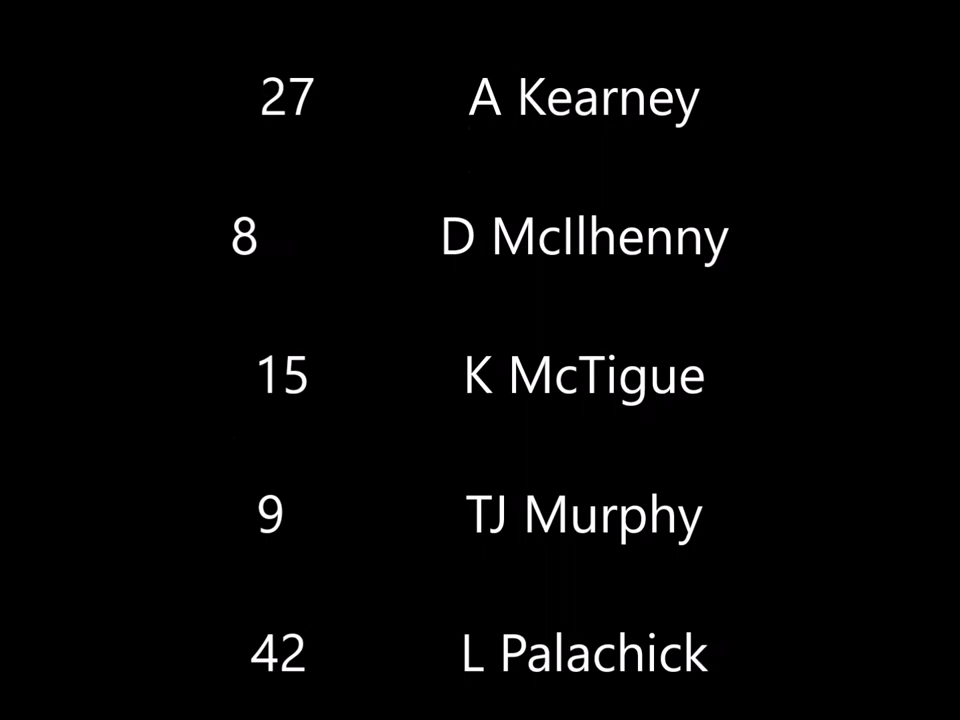 27 A Kearney
8 D McIlhenny
15 K McTigue
9 TJ Murphy
42 L Palachick